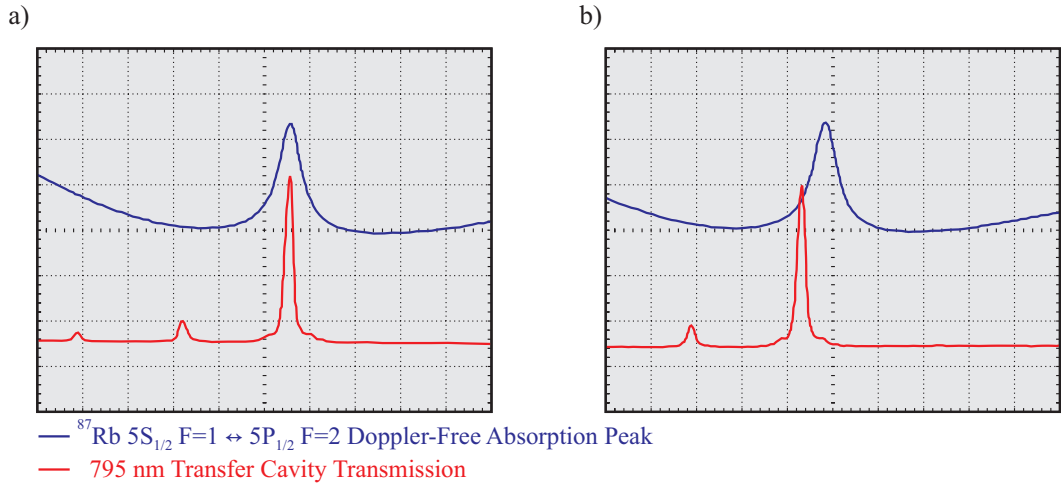 a)
b)
⁸⁷Rb 5S₁/₂ F=1 ↔ 5P₁/₂ F=2 Doppler-Free Absorption Peak
795 nm Transfer Cavity Transmission